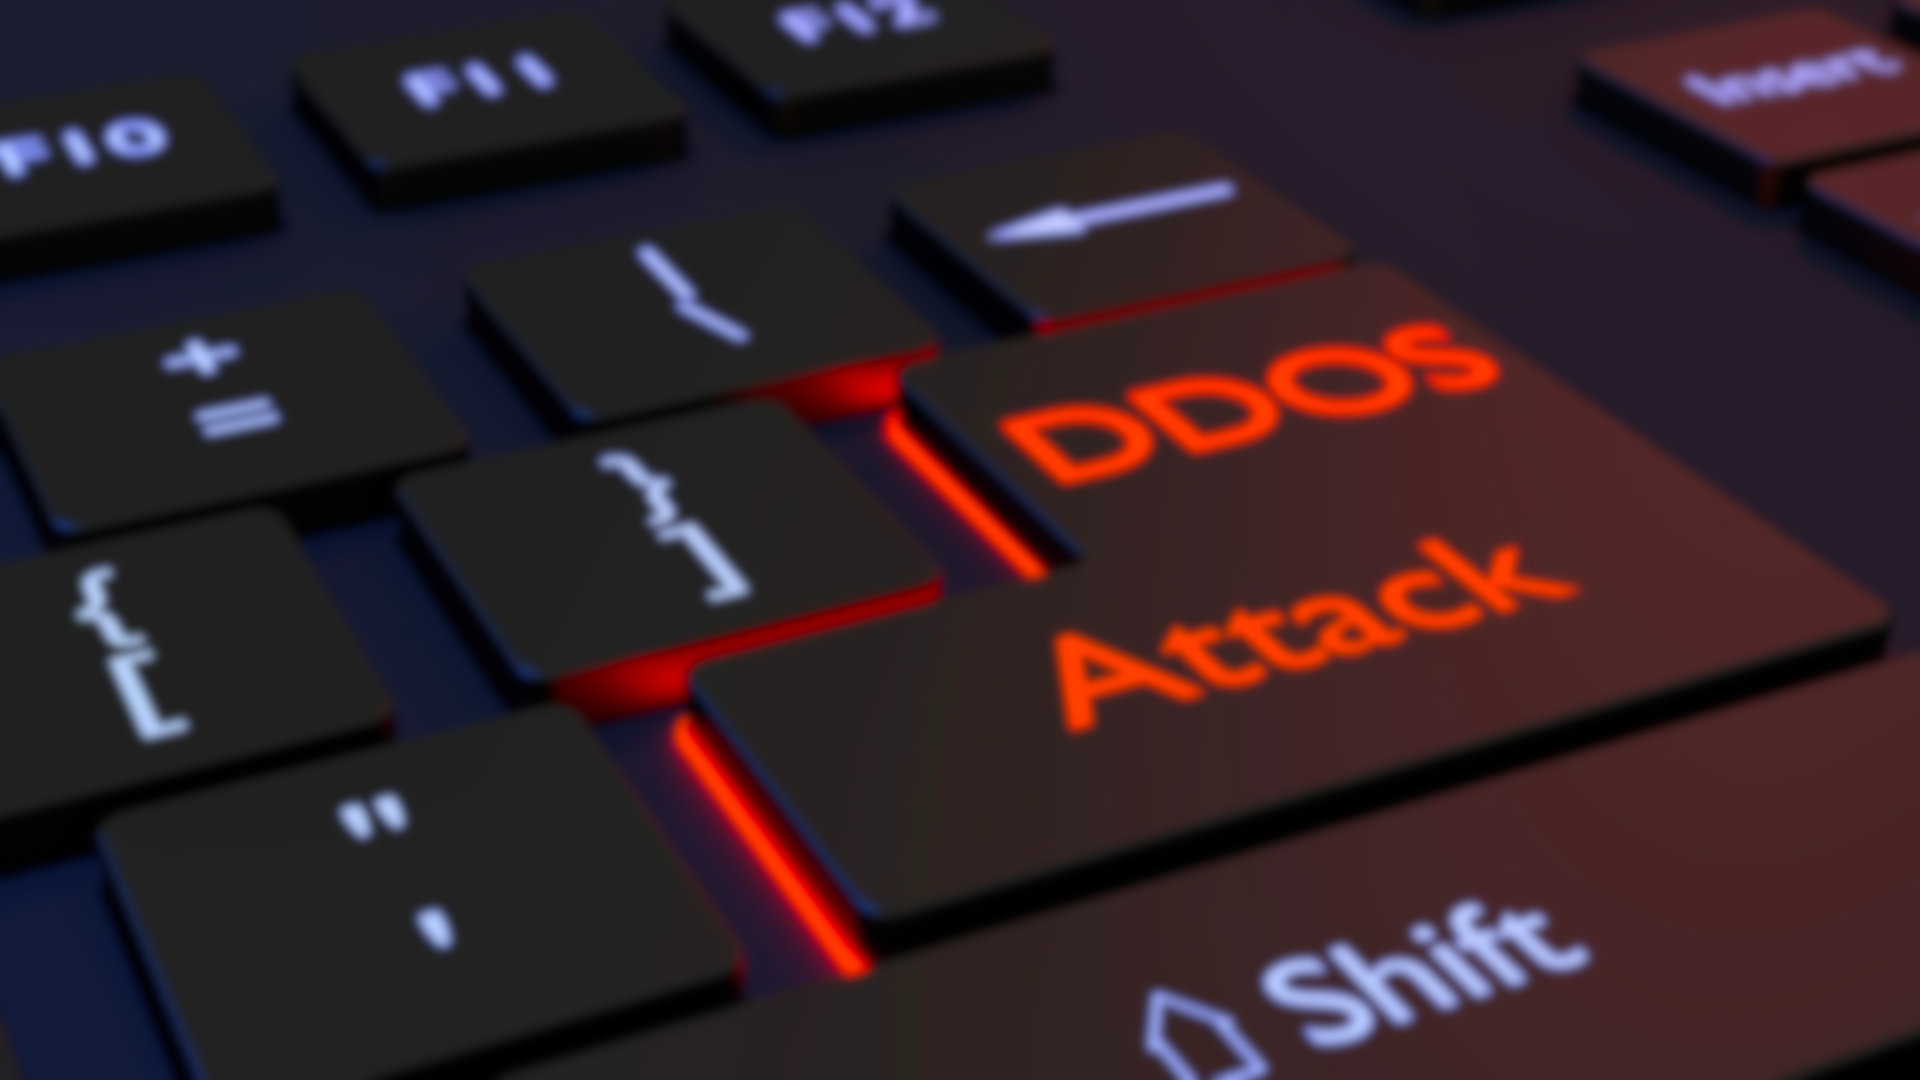 F10
F11
F12
Insert
+
=
\
}
]
{
[
"
'
DDOS
Attack
Shift